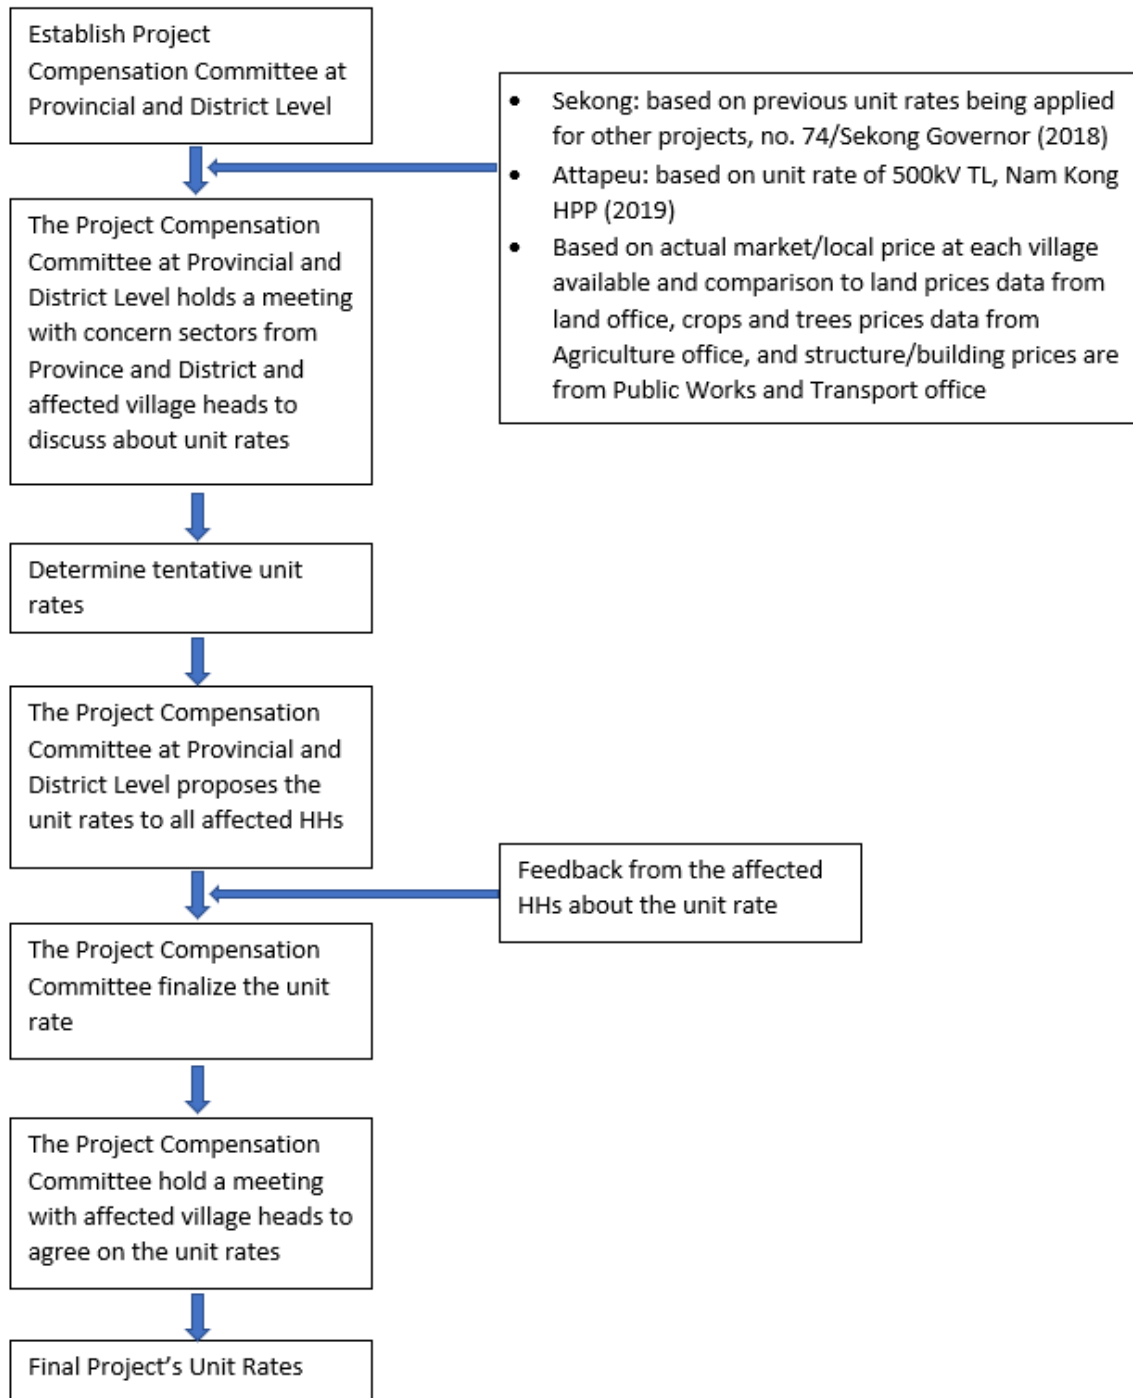 Establish Project
Compensation Committee at
Provincial and District Level
• Sekong: based on previous unit rates being applied
for other projects, no. 74/Sekong Governor (2018)
• Attapeu: based on unit rate of 500kV TL, Nam Kong
HPP (2019)
• Based on actual market/local price at each village
available and comparison to land prices data from
land office, crops and trees prices data from
Agriculture office, and structure/building prices are
from Public Works and Transport office
The Project Compensation
Committee at Provincial and
District Level holds a meeting
with concern sectors from
Province and District and
affected village heads to
discuss about unit rates
Determine tentative unit
rates
The Project Compensation
Committee at Provincial and
District Level proposes the
unit rates to all affected HHs
Feedback from the affected
HHs about the unit rate
The Project Compensation
Committee finalize the unit
rate
The Project Compensation
Committee hold a meeting
with affected village heads to
agree on the unit rates
Final Project’s Unit Rates